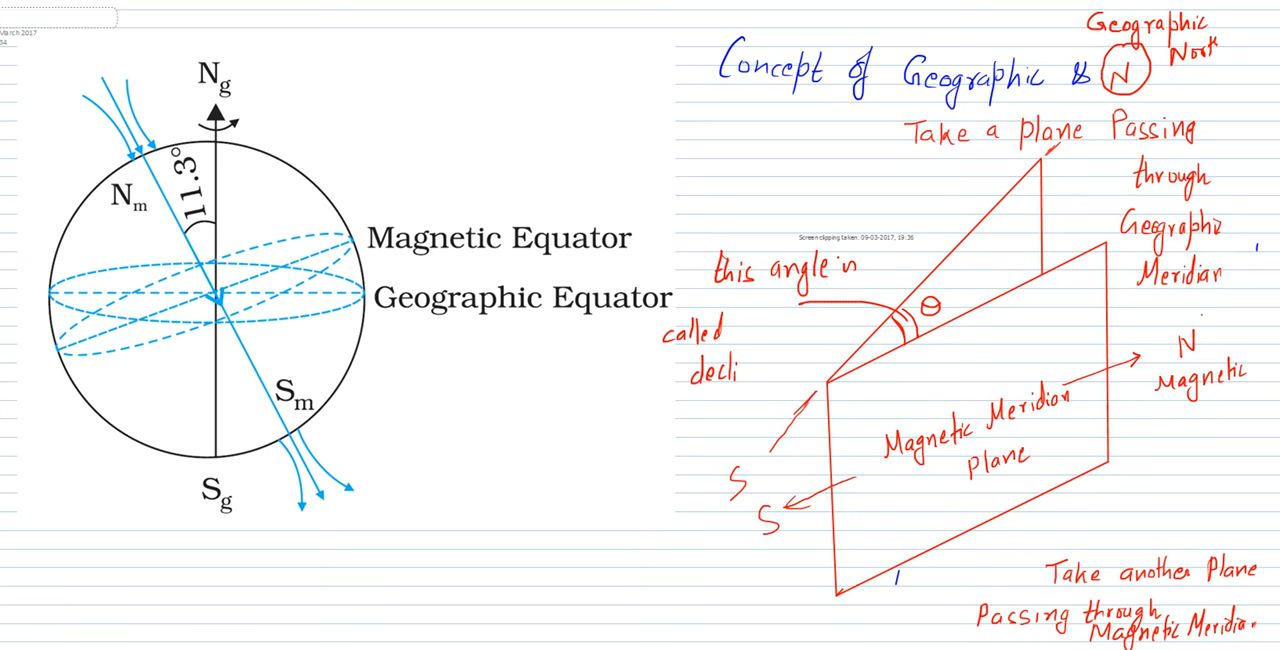 March 2017
34
Ng
11.3°
Nm
Magnetic Equator
Geographic Equator
Sm
Sg
Geographic
North
Concept of Geographic & N
Take a plane Passing
through
Geographic
Meridian
Screen clipping taken: 09-03-2017, 19:36
this angle is
called
decli
θ
N
Magnetic
Magnetic Meridian
plane
S
S
Take another Plane
Passing through
Magnetic Meridian